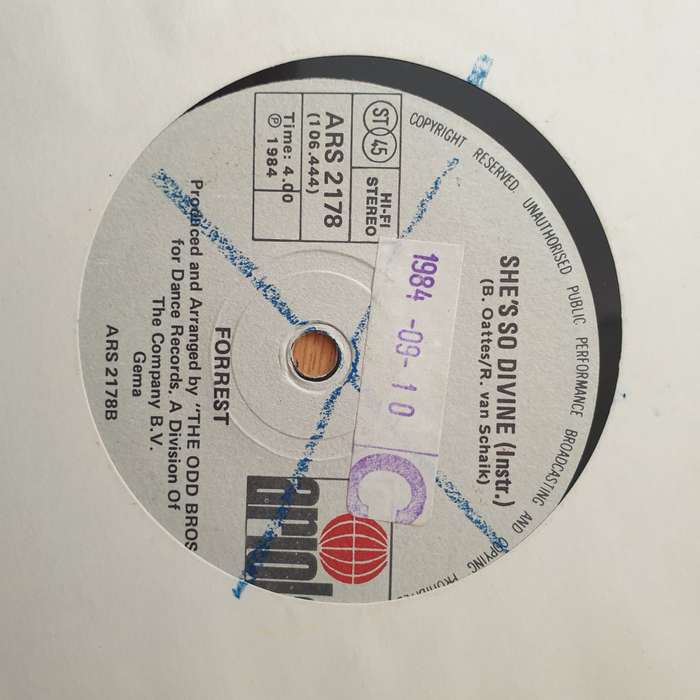 COPYRIGHT RESERVED. UNAUTHORISED PUBLIC PERFORMANCE BROADCASTING AND COPYING PROHIBITED
SHE'S SO DIVINE (Instr.)
(B. Oattes/R. van Schaik)
1984 -09- 10
C
ST 45
HI-FI
STEREO
ARS 2178
(106.444)
Time: 4.00
℗ 1984
FORREST
Produced and Arranged by "THE ODD BROS
for Dance Records, A Division Of
The Company B.V.
Gema
ARS 2178B